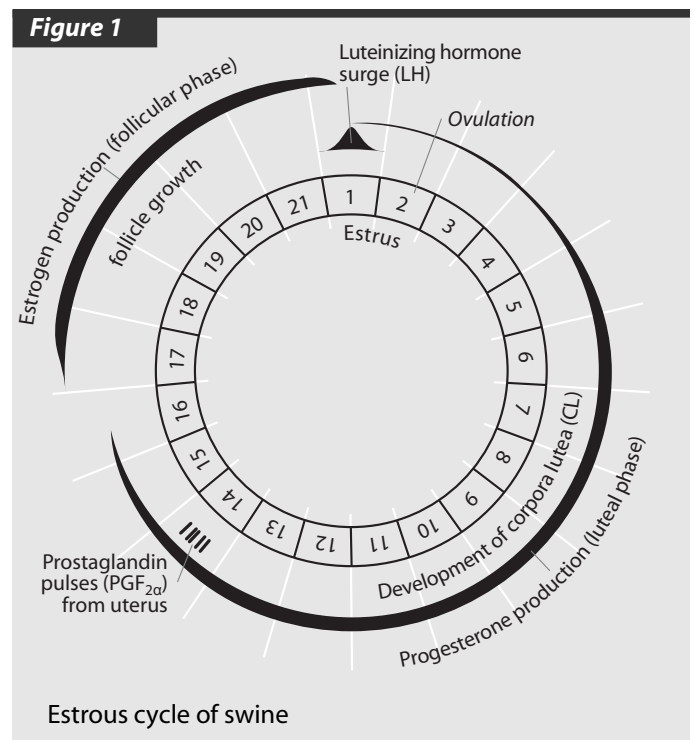 Figure 1
Luteinizing hormone
surge (LH)
Ovulation
Estrogen production (follicular phase)
follicle growth
1
2
3
4
5
6
7
8
9
10
11
12
13
14
15
16
17
18
19
20
21
Estrus
Development of corpora lutea (CL)
Progesterone production (luteal phase)
Prostaglandin
pulses (PGF2α)
from uterus
Estrous cycle of swine